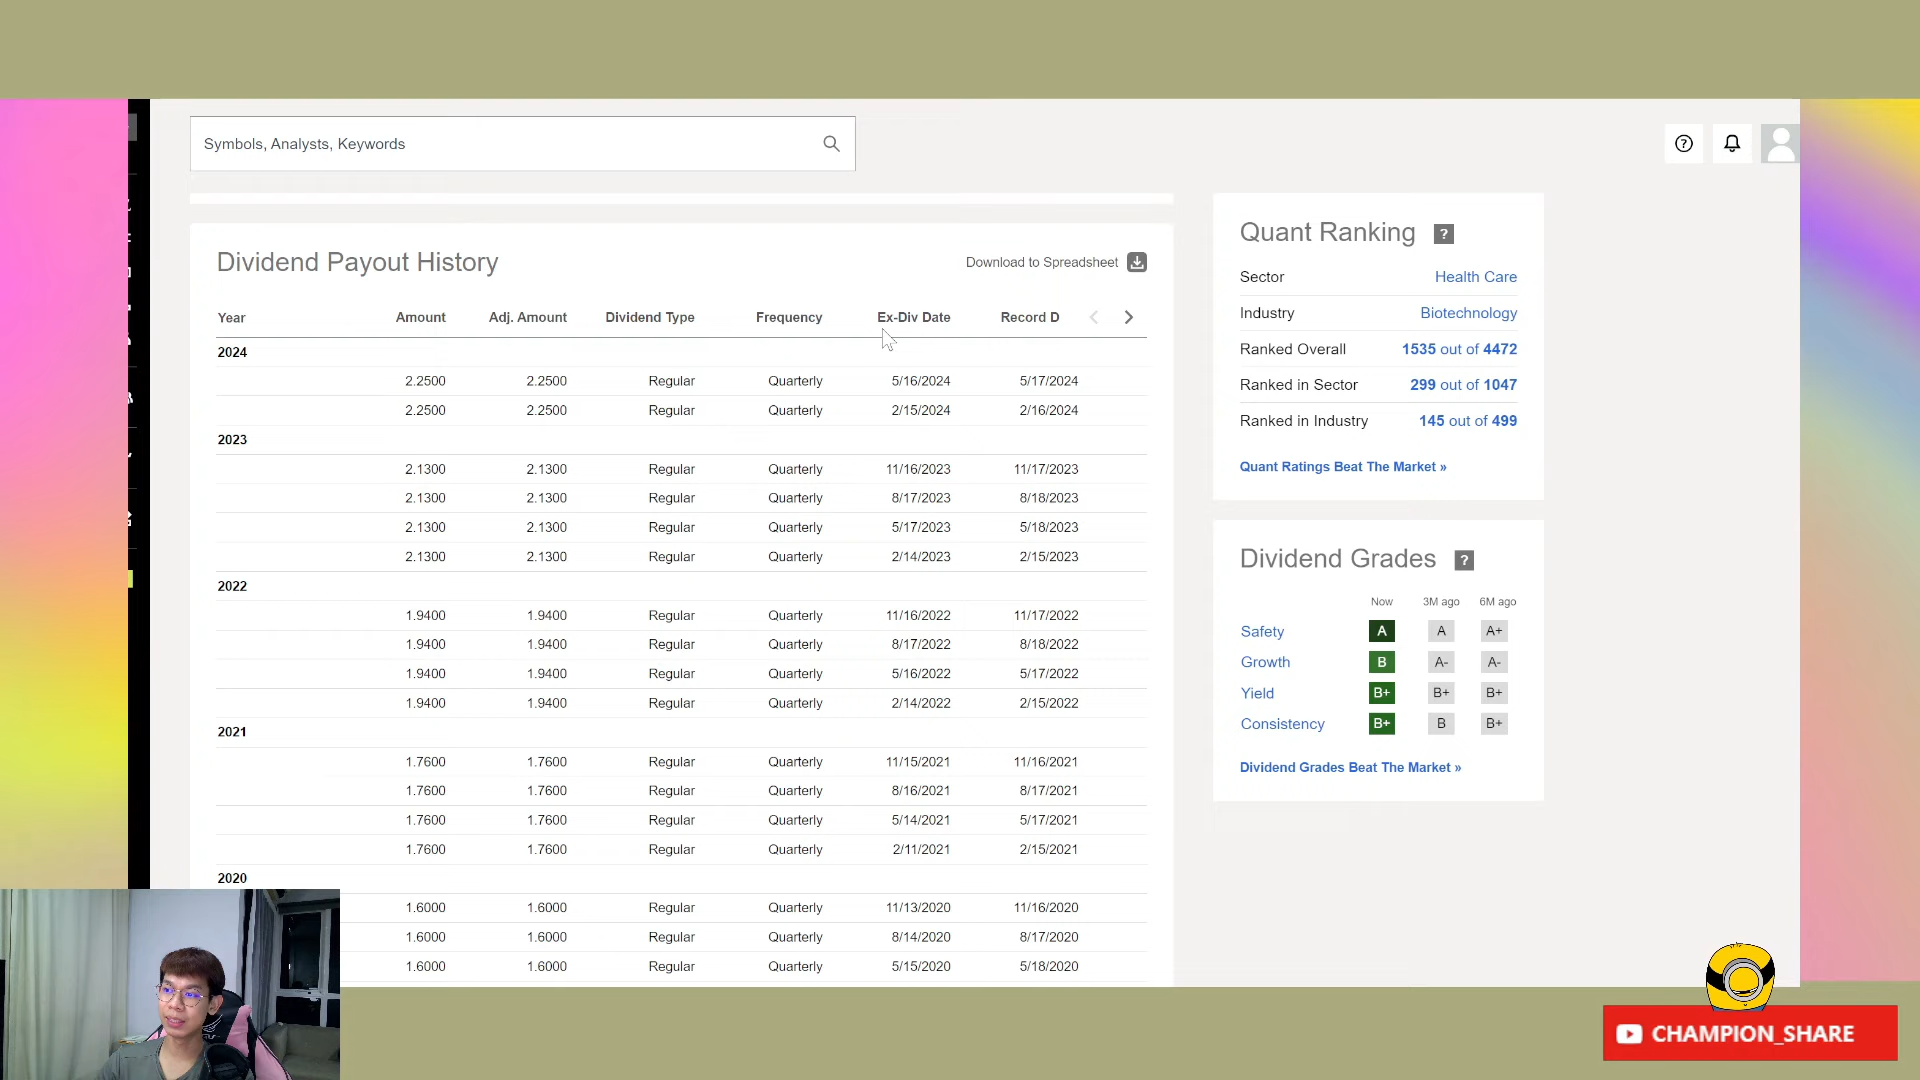 Symbols, Analysts, Keywords
Dividend Payout History
Download to Spreadsheet
Year Amount Adj. Amount Dividend Type Frequency Ex-Div Date Record D
2024
2.2500 2.2500 Regular Quarterly 5/16/2024 5/17/2024
2.2500 2.2500 Regular Quarterly 2/15/2024 2/16/2024
2023
2.1300 2.1300 Regular Quarterly 11/16/2023 11/17/2023
2.1300 2.1300 Regular Quarterly 8/17/2023 8/18/2023
2.1300 2.1300 Regular Quarterly 5/17/2023 5/18/2023
2.1300 2.1300 Regular Quarterly 2/14/2023 2/15/2023
2022
1.9400 1.9400 Regular Quarterly 11/16/2022 11/17/2022
1.9400 1.9400 Regular Quarterly 8/17/2022 8/18/2022
1.9400 1.9400 Regular Quarterly 5/16/2022 5/17/2022
1.9400 1.9400 Regular Quarterly 2/14/2022 2/15/2022
2021
1.7600 1.7600 Regular Quarterly 11/15/2021 11/16/2021
1.7600 1.7600 Regular Quarterly 8/16/2021 8/17/2021
1.7600 1.7600 Regular Quarterly 5/14/2021 5/17/2021
1.7600 1.7600 Regular Quarterly 2/11/2021 2/15/2021
2020
1.6000 1.6000 Regular Quarterly 11/13/2020 11/16/2020
1.6000 1.6000 Regular Quarterly 8/14/2020 8/17/2020
1.6000 1.6000 Regular Quarterly 5/15/2020 5/18/2020
Quant Ranking ?
Sector Health Care
Industry Biotechnology
Ranked Overall 1535 out of 4472
Ranked in Sector 299 out of 1047
Ranked in Industry 145 out of 499
Quant Ratings Beat The Market »
Dividend Grades ?
Now 3M ago 6M ago
Safety A A A+
Growth B A- A-
Yield B+ B+ B+
Consistency B+ B B+
Dividend Grades Beat The Market »
CHAMPION_SHARE